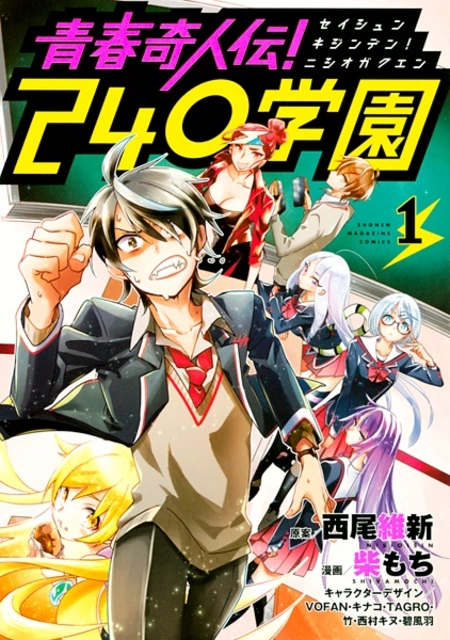 青春奇人伝!
セイシュン
キジンデン!
ニシオガクエン
240学園
SHONEN
MAGAZINE
COMICS
1
原案 西尾維新
NISIOISIN
漫画 柴もち
SHIVAMOCHI
キャラクターデザイン
VOFAN・キナコ・TAGRO・
竹・西村キヌ・碧風羽